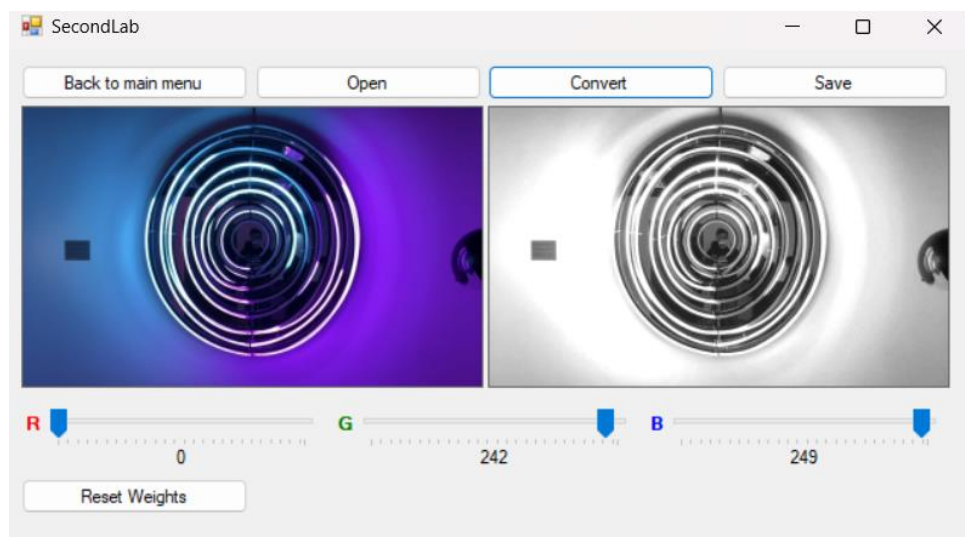 SecondLab
Back to main menu
Open
Convert
Save
R
G
B
0
242
249
Reset Weights